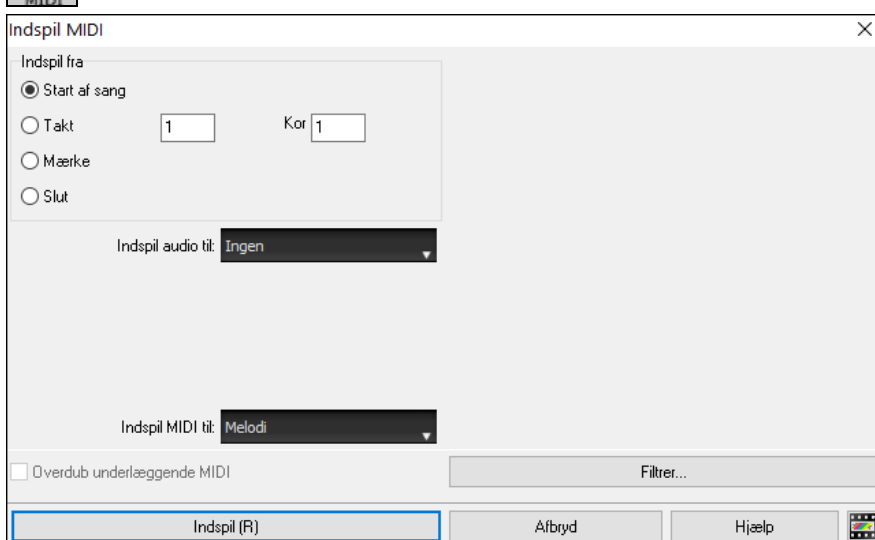 MIDI
Indspil MIDI
Indspil fra
Start af sang
Takt 1 Kor 1
Mærke
Slut
Indspil audio til: Ingen
Indspil MIDI til: Melodi
Overdub underlæggende MIDI
Filtrer...
Indspil (R) Afbryd Hjælp